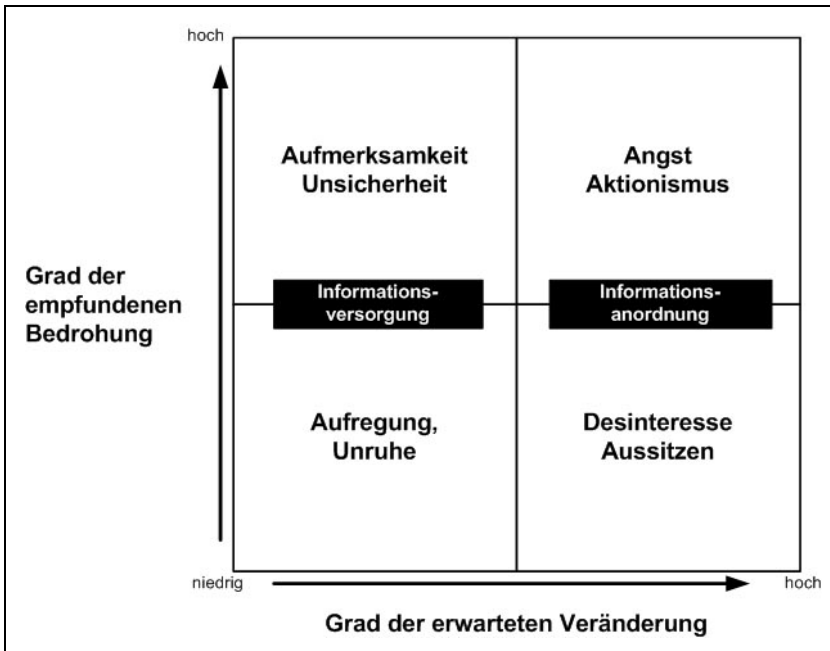 hoch
Aufmerksamkeit
Unsicherheit
Angst
Aktionismus
Grad der
empfundenen
Bedrohung
Informations-
versorgung
Informations-
anordnung
Aufregung,
Unruhe
Desinteresse
Aussitzen
niedrig
hoch
Grad der erwarteten Veränderung